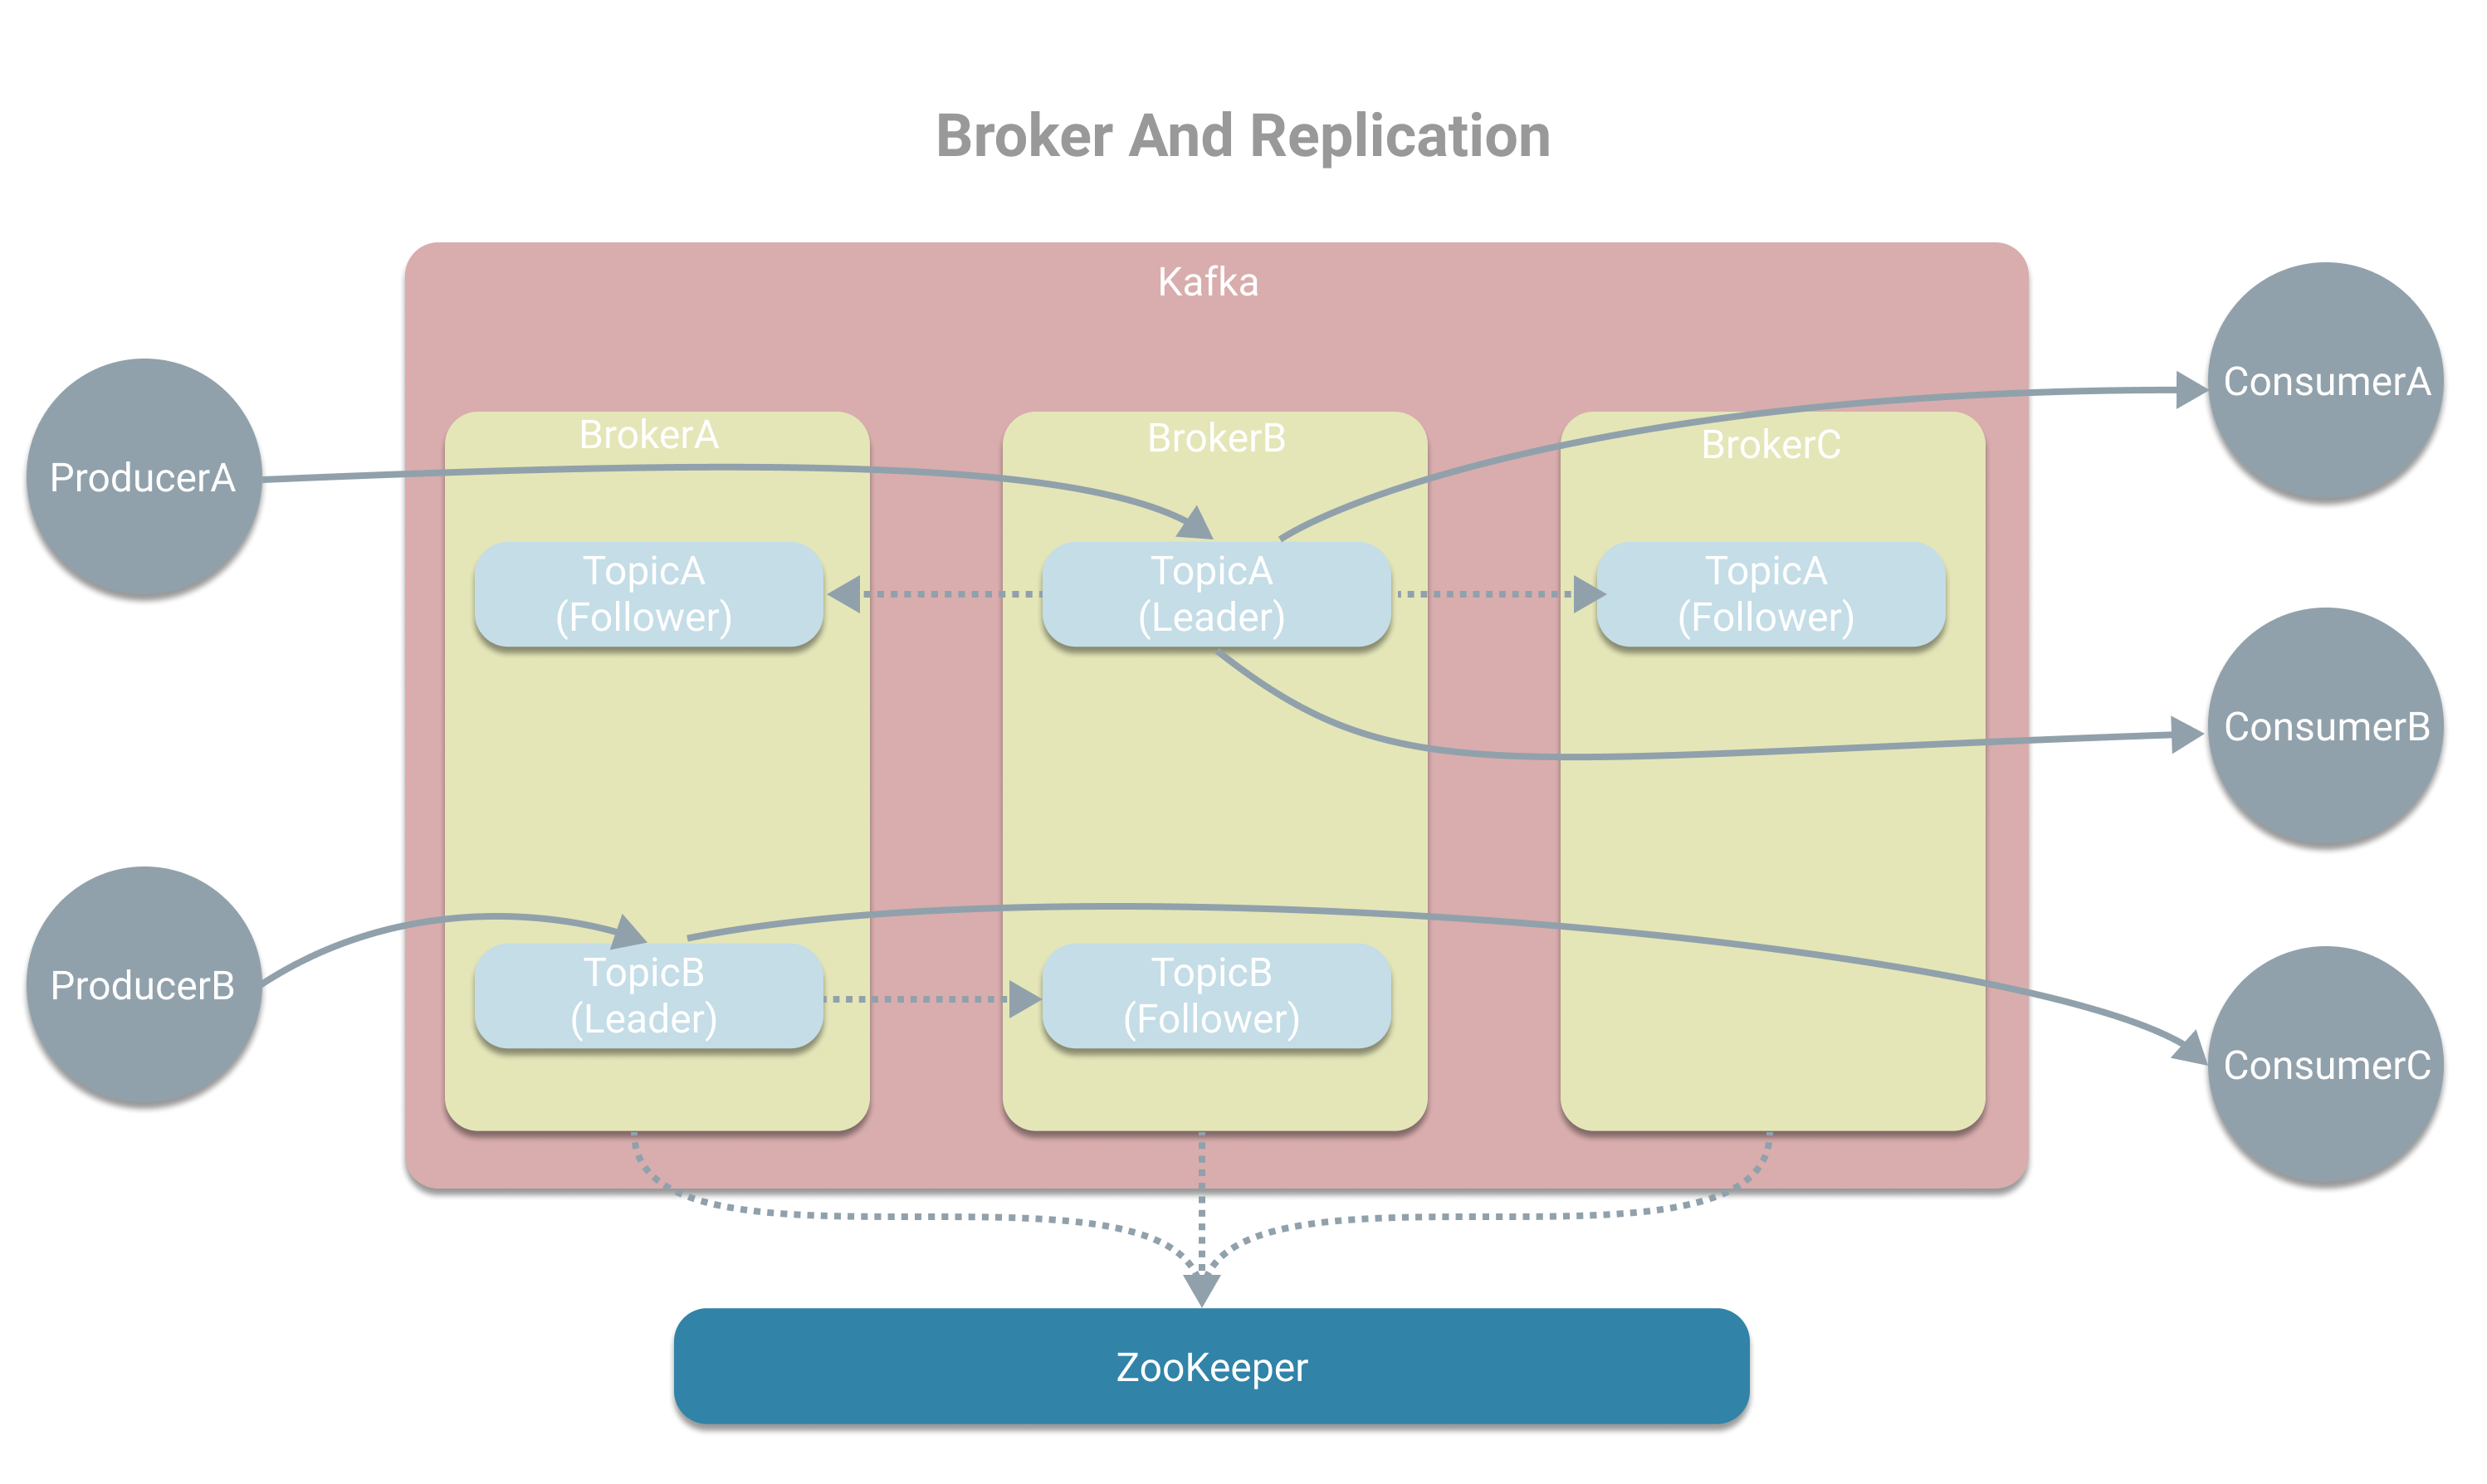 Broker And Replication
Kafka
BrokerA
BrokerB
BrokerC
ProducerA
ConsumerA
TopicA
(Follower)
TopicA
(Leader)
TopicA
(Follower)
ConsumerB
ProducerB
TopicB
(Leader)
TopicB
(Follower)
ConsumerC
ZooKeeper